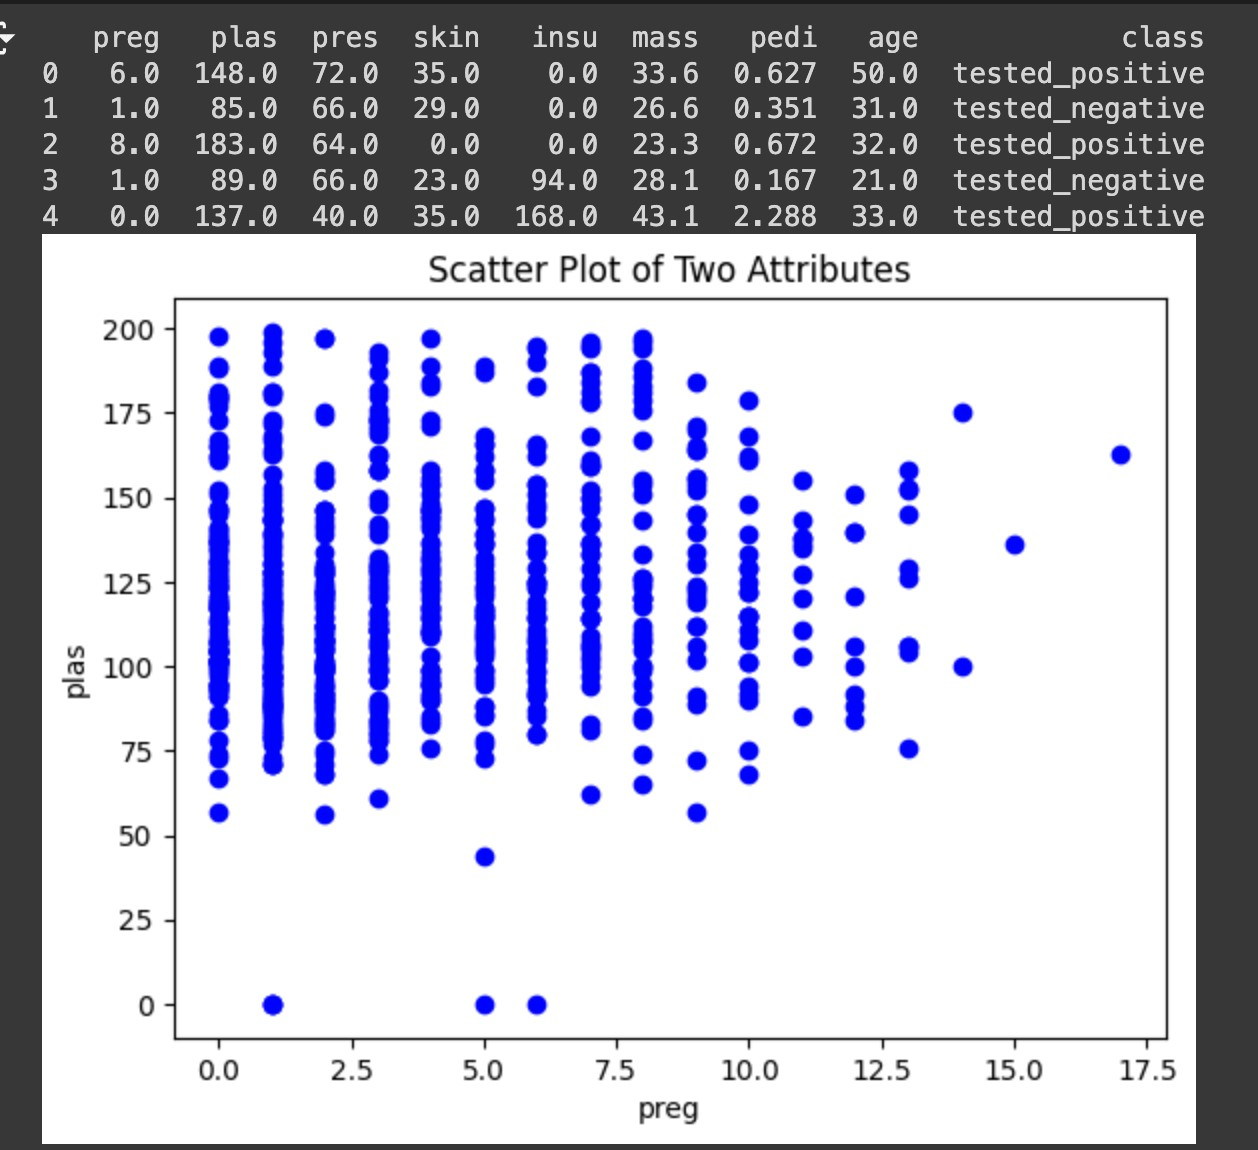 preg plas pres skin insu mass pedi age class
0 6.0 148.0 72.0 35.0 0.0 33.6 0.627 50.0 tested_positive
1 1.0 85.0 66.0 29.0 0.0 26.6 0.351 31.0 tested_negative
2 8.0 183.0 64.0 0.0 0.0 23.3 0.672 32.0 tested_positive
3 1.0 89.0 66.0 23.0 94.0 28.1 0.167 21.0 tested_negative
4 0.0 137.0 40.0 35.0 168.0 43.1 2.288 33.0 tested_positive
Scatter Plot of Two Attributes
200
175
150
125
100
75
50
25
0
plas
0.0 2.5 5.0 7.5 10.0 12.5 15.0 17.5
preg